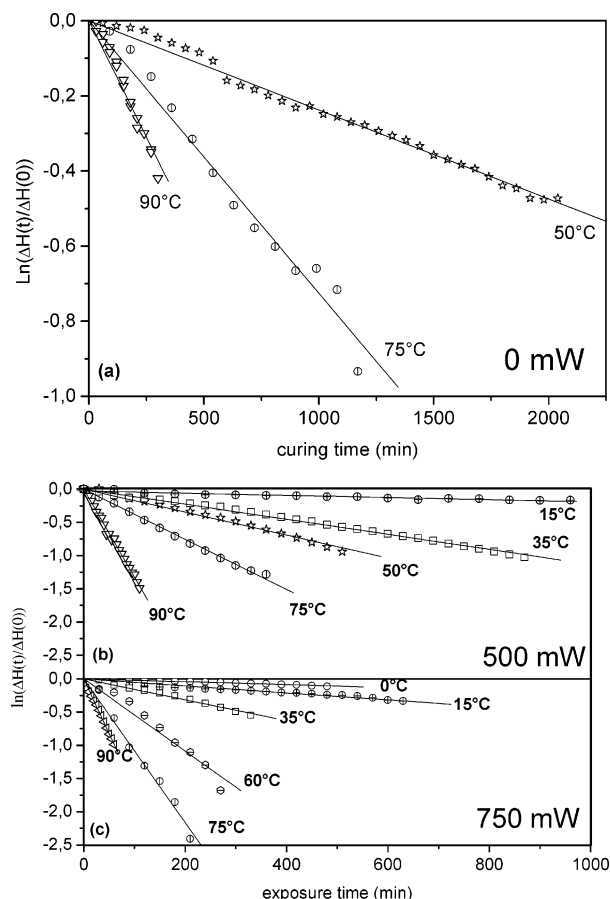 0,0
-0,2
-0,4
-0,6
-0,8
-1,0
Ln(ΔH(t)/ΔH(0))
90°C
50°C
75°C
(a)
0 mW
0 500 1000 1500 2000
curing time (min)
0,0
-0,5
-1,0
-1,5
-2,0
-2,5
15°C
35°C
50°C
75°C
90°C
(b)
500 mW
ln(ΔH(t)/ΔH(0))
0,0
-0,5
-1,0
-1,5
-2,0
-2,5
0°C
15°C
35°C
90°C
60°C
75°C
(c)
750 mW
0 200 400 600 800 1000
exposure time (min)